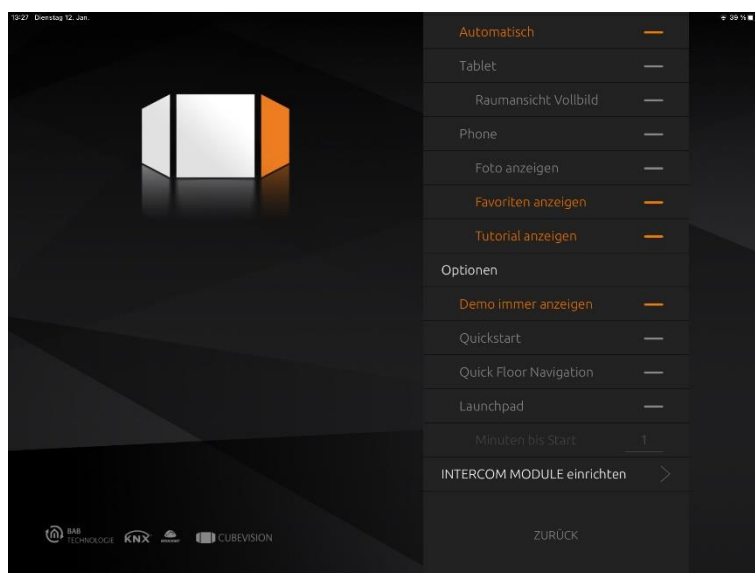 13:27 Dienstag 12. Jan.
39 %
Automatisch
Tablet
Raumansicht Vollbild
Phone
Foto anzeigen
Favoriten anzeigen
Tutorial anzeigen
Optionen
Demo immer anzeigen
Quickstart
Quick Floor Navigation
Launchpad
Minuten bis Start 1
INTERCOM MODULE einrichten
ZURÜCK
BAB
TECHNOLOGIE
KNX
CUBEVISION